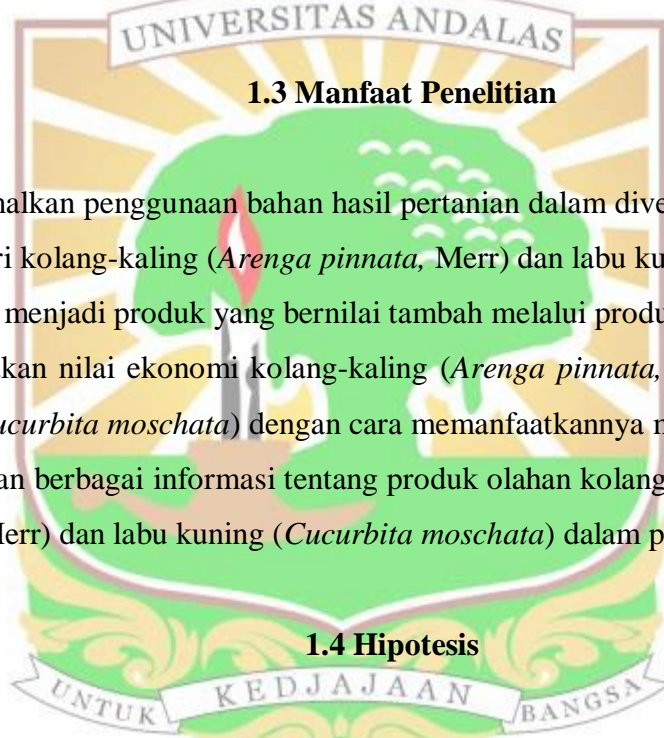 UNIVERSITAS ANDALAS
1.3 Manfaat Penelitian
malkan penggunaan bahan hasil pertanian dalam dive
ri kolang-kaling (Arenga pinnata, Merr) dan labu ku
menjadi produk yang bernilai tambah melalui produ
kan nilai ekonomi kolang-kaling (Arenga pinnata,
ucurbita moschata) dengan cara memanfaatkannya m
an berbagai informasi tentang produk olahan kolang
Merr) dan labu kuning (Cucurbita moschata) dalam p
1.4 Hipotesis
UNTUK KEDJAJAAN BANGSA